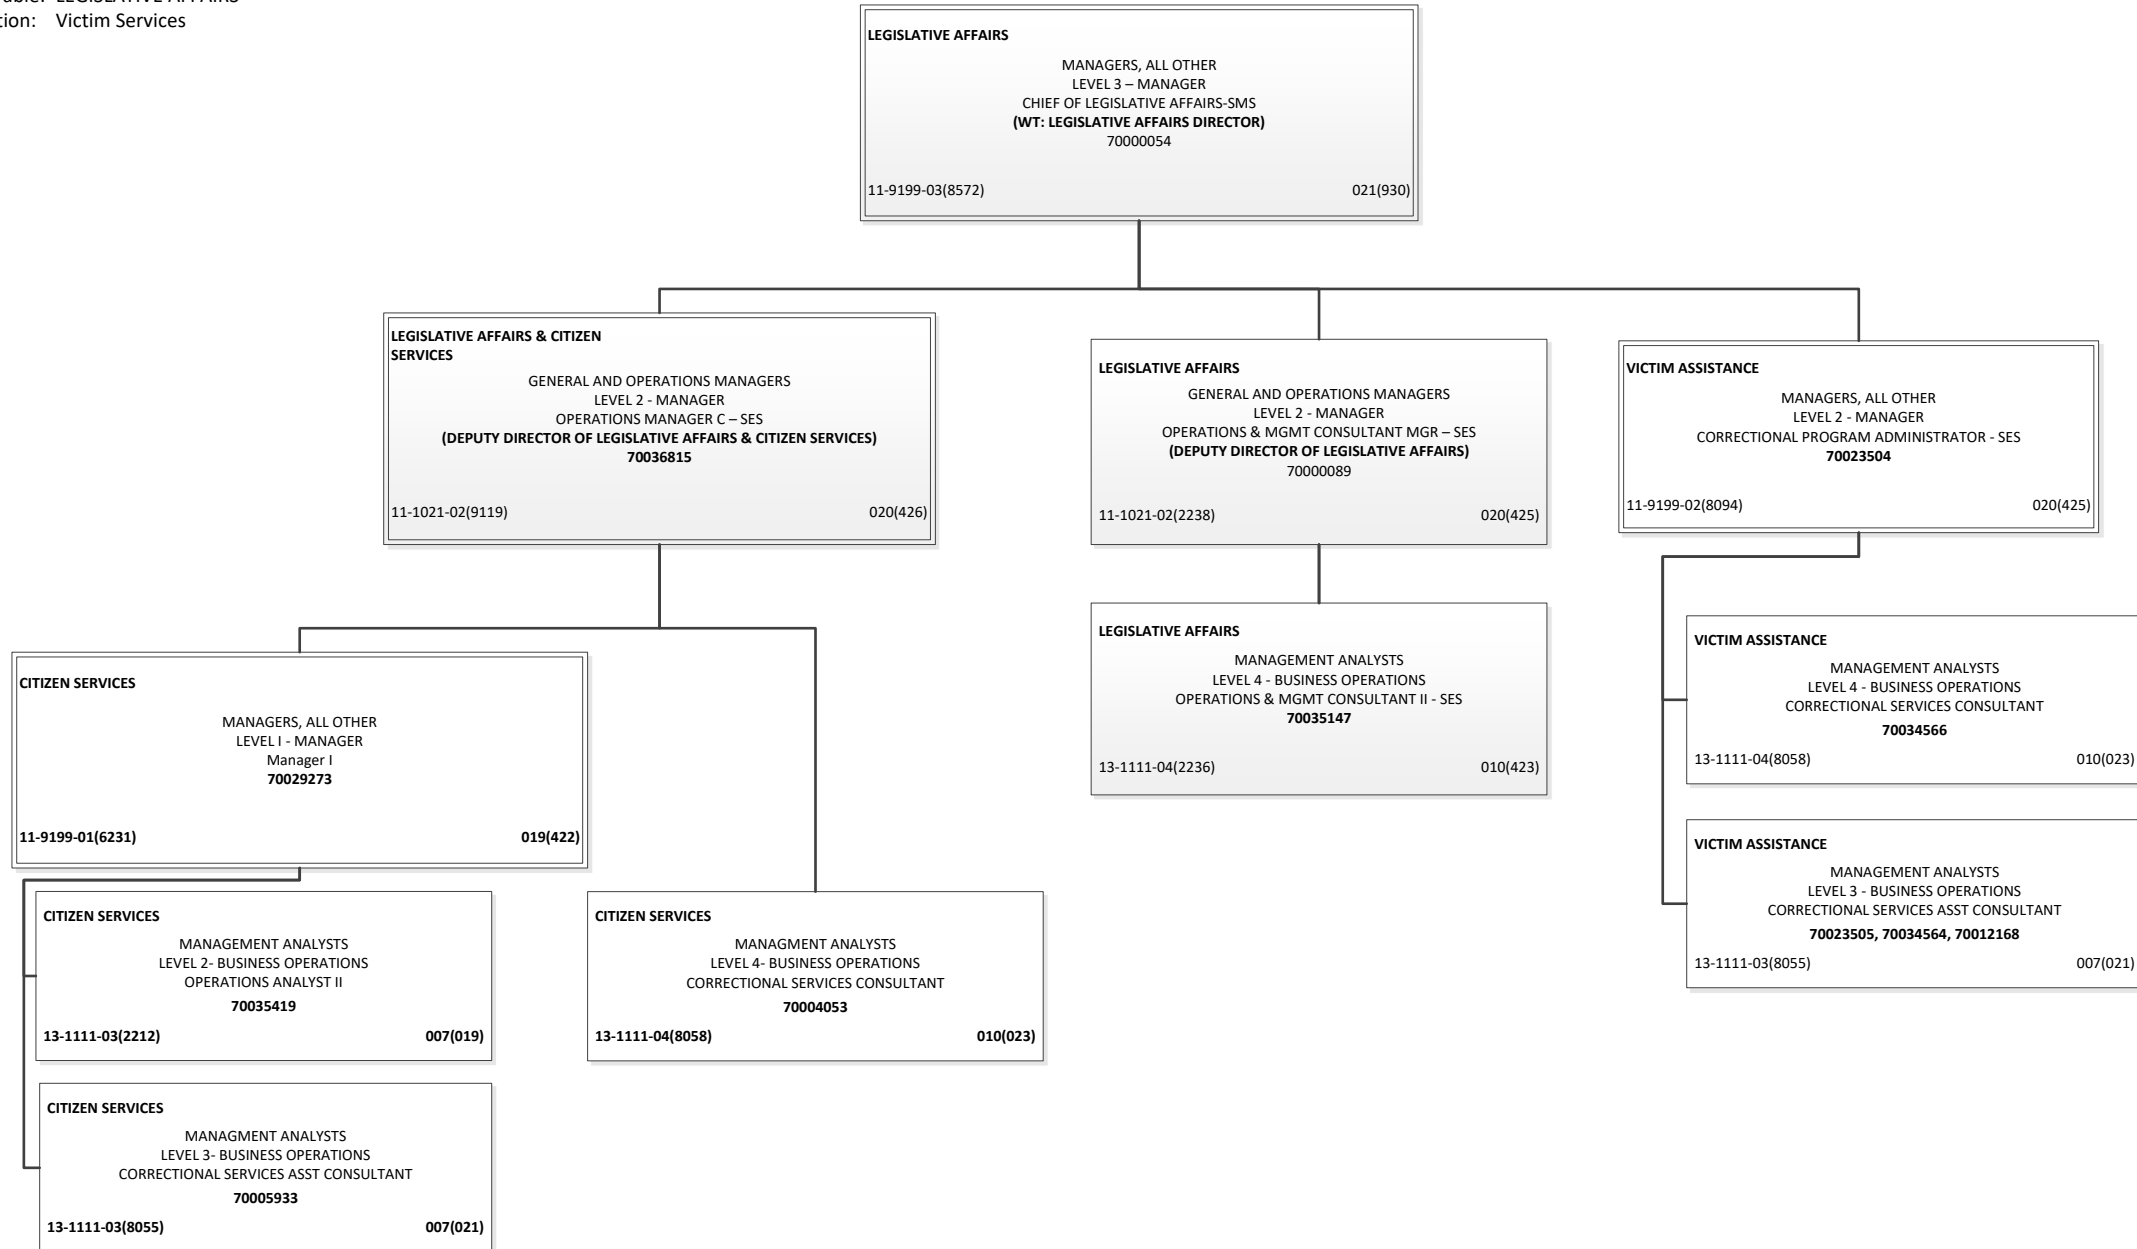 LEGISLATIVE AFFAIRS
tion: Victim Services
LEGISLATIVE AFFAIRS
MANAGERS, ALL OTHER
LEVEL 3 – MANAGER
CHIEF OF LEGISLATIVE AFFAIRS-SMS
(WT: LEGISLATIVE AFFAIRS DIRECTOR)
70000054
11-9199-03(8572) 021(930)
LEGISLATIVE AFFAIRS & CITIZEN
SERVICES
GENERAL AND OPERATIONS MANAGERS
LEVEL 2 - MANAGER
OPERATIONS MANAGER C – SES
(DEPUTY DIRECTOR OF LEGISLATIVE AFFAIRS & CITIZEN SERVICES)
70036815
11-1021-02(9119) 020(426)
LEGISLATIVE AFFAIRS
GENERAL AND OPERATIONS MANAGERS
LEVEL 2 - MANAGER
OPERATIONS & MGMT CONSULTANT MGR – SES
(DEPUTY DIRECTOR OF LEGISLATIVE AFFAIRS)
70000089
11-1021-02(2238) 020(425)
VICTIM ASSISTANCE
MANAGERS, ALL OTHER
LEVEL 2 - MANAGER
CORRECTIONAL PROGRAM ADMINISTRATOR - SES
70023504
11-9199-02(8094) 020(425)
CITIZEN SERVICES
MANAGERS, ALL OTHER
LEVEL I - MANAGER
Manager I
70029273
11-9199-01(6231) 019(422)
LEGISLATIVE AFFAIRS
MANAGEMENT ANALYSTS
LEVEL 4 - BUSINESS OPERATIONS
OPERATIONS & MGMT CONSULTANT II - SES
70035147
13-1111-04(2236) 010(423)
VICTIM ASSISTANCE
MANAGEMENT ANALYSTS
LEVEL 4 - BUSINESS OPERATIONS
CORRECTIONAL SERVICES CONSULTANT
70034566
13-1111-04(8058) 010(023)
VICTIM ASSISTANCE
MANAGEMENT ANALYSTS
LEVEL 3 - BUSINESS OPERATIONS
CORRECTIONAL SERVICES ASST CONSULTANT
70023505, 70034564, 70012168
13-1111-03(8055) 007(021)
CITIZEN SERVICES
MANAGEMENT ANALYSTS
LEVEL 2- BUSINESS OPERATIONS
OPERATIONS ANALYST II
70035419
13-1111-03(2212) 007(019)
CITIZEN SERVICES
MANAGMENT ANALYSTS
LEVEL 4- BUSINESS OPERATIONS
CORRECTIONAL SERVICES CONSULTANT
70004053
13-1111-04(8058) 010(023)
CITIZEN SERVICES
MANAGMENT ANALYSTS
LEVEL 3- BUSINESS OPERATIONS
CORRECTIONAL SERVICES ASST CONSULTANT
70005933
13-1111-03(8055) 007(021)